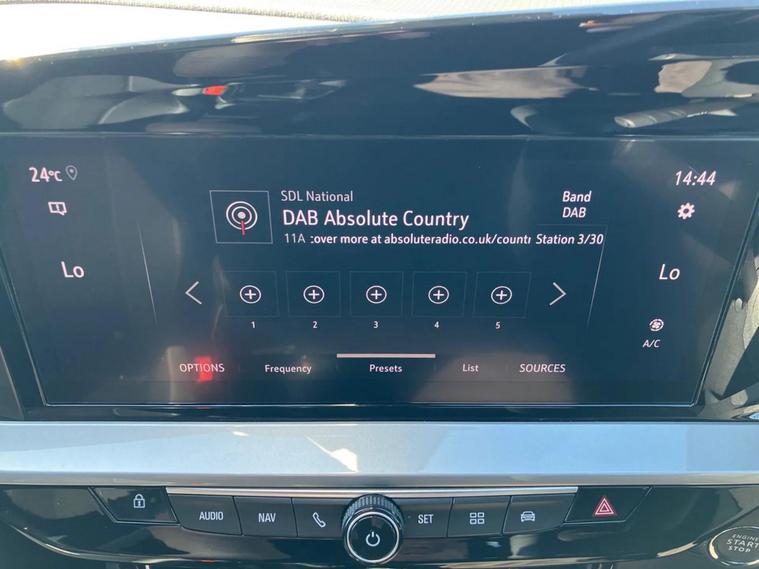 24°C
14:44
SDL National
DAB Absolute Country
11A :over more at absoluteradio.co.uk/count
Station 3/30
Band
DAB
Lo
Lo
A/C
1 2 3 4 5
OPTIONS Frequency Presets List SOURCES
AUDIO NAV SET
ENGINE
START
STOP